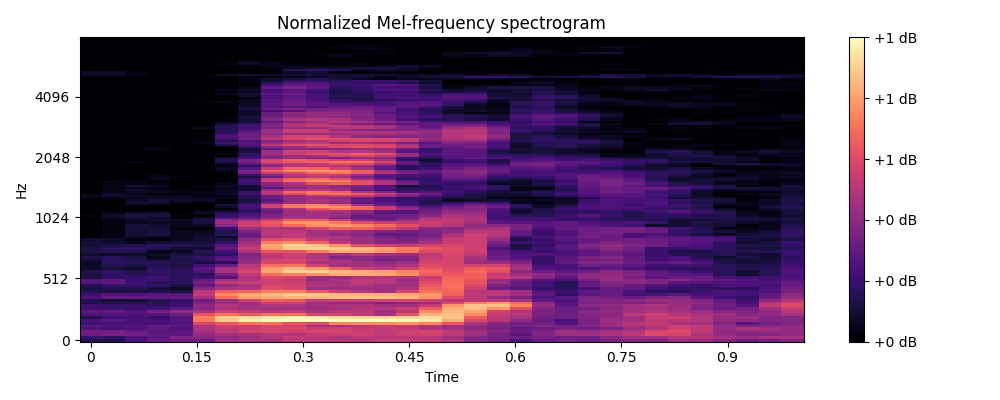 Normalized Mel-frequency spectrogram
Hz
4096
2048
1024
512
0
0 0.15 0.3 0.45 0.6 0.75 0.9
Time
+1 dB
+1 dB
+1 dB
+0 dB
+0 dB
+0 dB